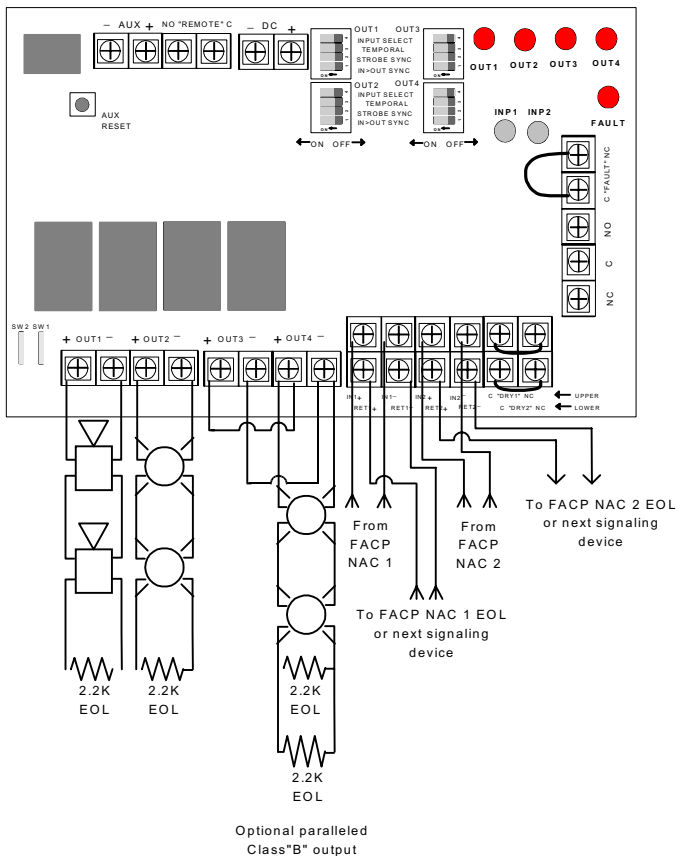 − AUX + NO "REMOTE" C − DC +
OUT1 OUT3
INPUT SELECT
TEMPORAL
STROBE SYNC
IN>OUT SYNC
ON
OUT2 OUT4
INPUT SELECT
TEMPORAL
STROBE SYNC
IN>OUT SYNC
ON
ON OFF ON OFF
OUT1 OUT2 OUT3 OUT4
INP1 INP2
FAULT
AUX
RESET
C "FAULT" NC
NO
C
NC
SW2 SW1
+ OUT1 − + OUT2 − + OUT3 − + OUT4 −
IN1+ IN1− IN2+ IN2− C "DRY1" NC UPPER
RET1+ RET1− RET2+ RET2− C "DRY2" NC LOWER
From
FACP
NAC 1
From
FACP
NAC 2
To FACP NAC 2 EOL
or next signaling
device
To FACP NAC 1 EOL
or next signaling
device
2.2K
EOL
2.2K
EOL
2.2K
EOL
2.2K
EOL
Optional paralleled
Class"B" output